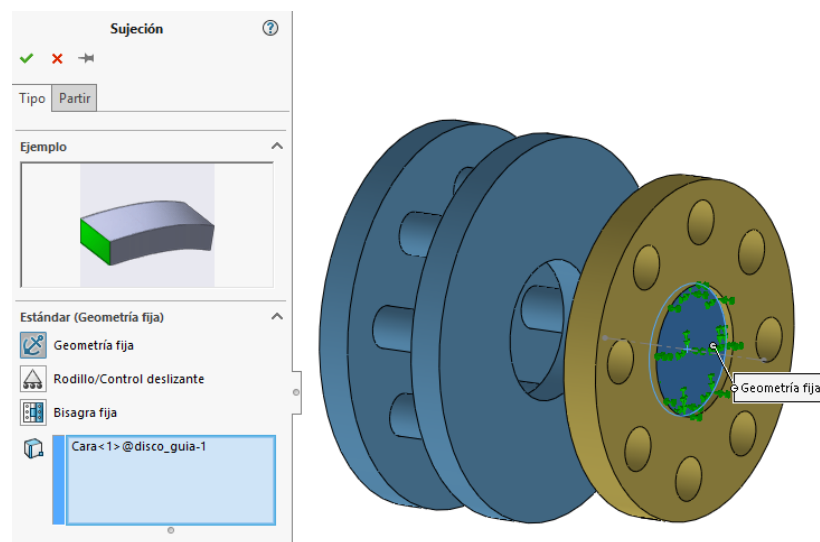 Sujeción
Tipo
Partir
Ejemplo
Estándar (Geometría fija)
Geometría fija
Rodillo/Control deslizante
Bisagra fija
Cara<1>@disco_guia-1
Geometría fija